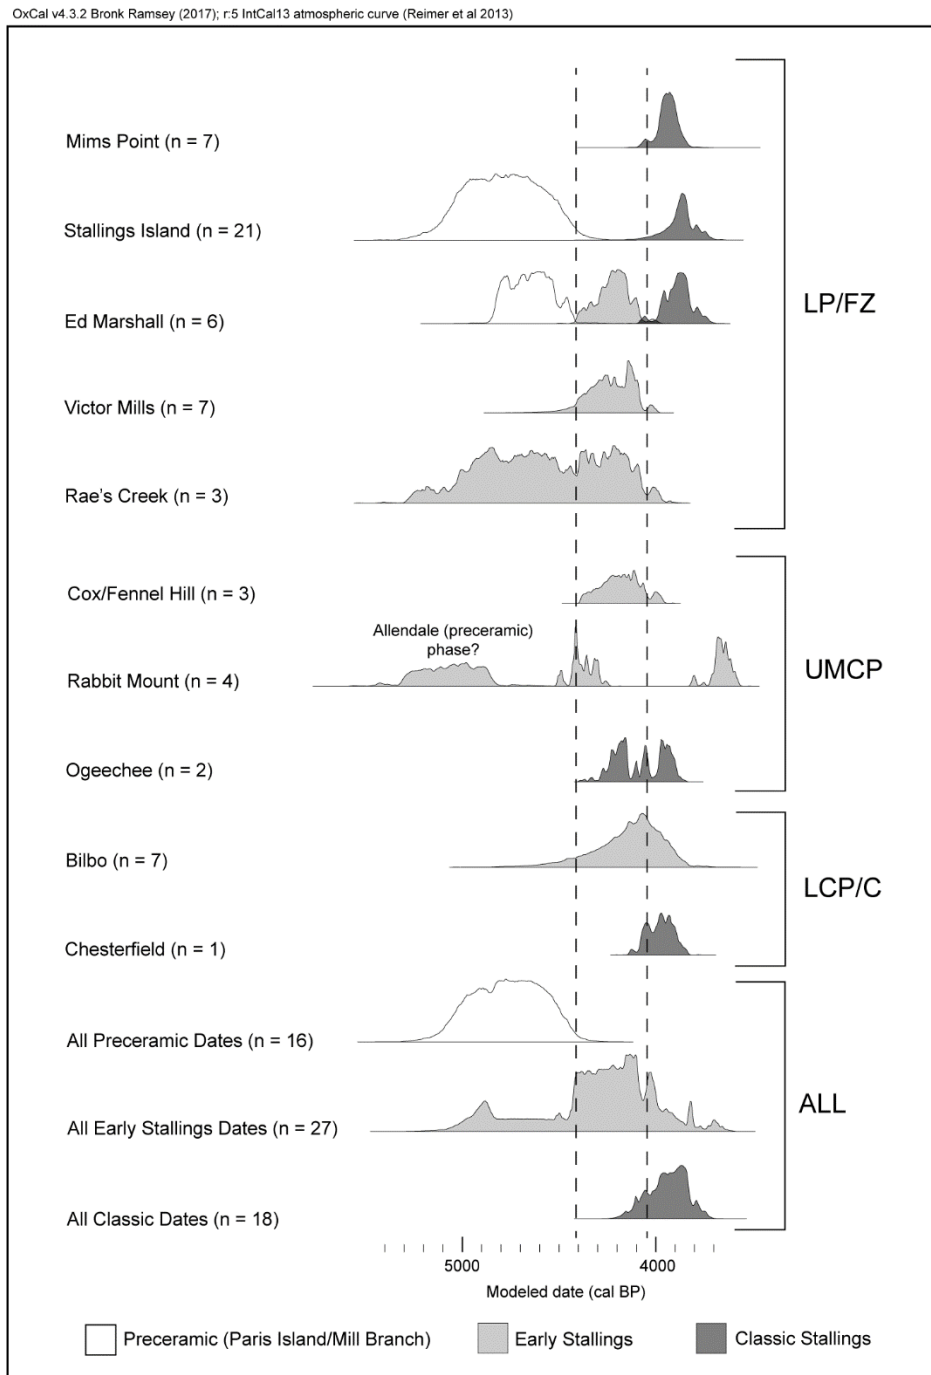 OxCal v4.3.2 Bronk Ramsey (2017); r:5 IntCal13 atmospheric curve (Reimer et al 2013)
Mims Point (n = 7)
Stallings Island (n = 21)
Ed Marshall (n = 6)
LP/FZ
Victor Mills (n = 7)
Rae's Creek (n = 3)
Cox/Fennel Hill (n = 3)
Allendale (preceramic)
phase?
Rabbit Mount (n = 4)
UMCP
Ogeechee (n = 2)
Bilbo (n = 7)
LCP/C
Chesterfield (n = 1)
All Preceramic Dates (n = 16)
ALL
All Early Stallings Dates (n = 27)
All Classic Dates (n = 18)
5000 4000
Modeled date (cal BP)
Preceramic (Paris Island/Mill Branch) Early Stallings Classic Stallings